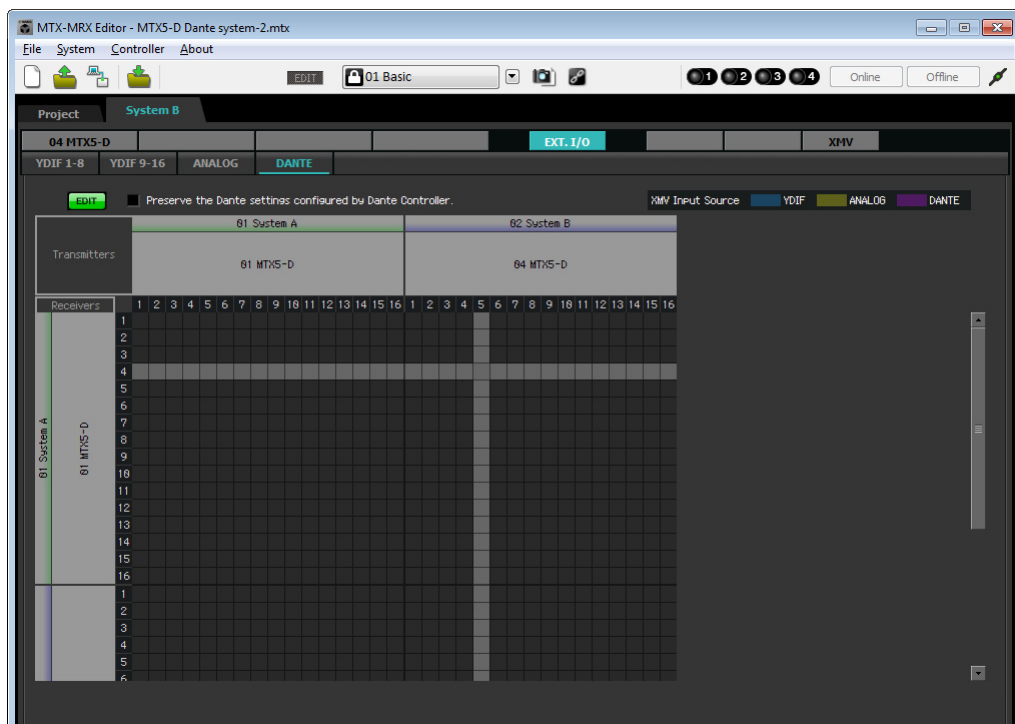 MTX-MRX Editor - MTX5-D Dante system-2.mtx
File System Controller About
EDIT 01 Basic 1 2 3 4 Online Offline
Project System B
04 MTX5-D EXT. I/O XMV
YDIF 1-8 YDIF 9-16 ANALOG DANTE
EDIT Preserve the Dante settings configured by Dante Controller. XMV Input Source YDIF ANALOG DANTE
01 System A 02 System B
Transmitters
01 MTX5-D 04 MTX5-D
Receivers 1 2 3 4 5 6 7 8 9 10 11 12 13 14 15 16 1 2 3 4 5 6 7 8 9 10 11 12 13 14 15 16
01 System A
01 MTX5-D
1
2
3
4
5
6
7
8
9
10
11
12
13
14
15
16
1
2
3
4
5
6